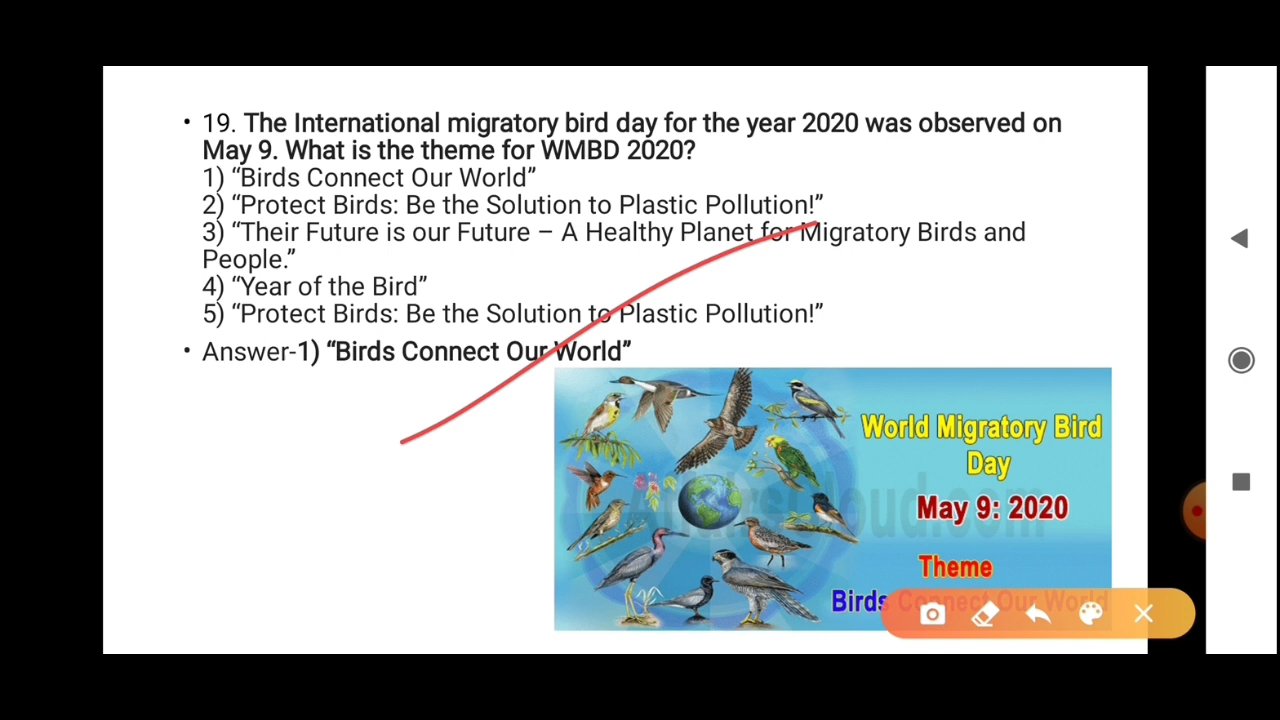 • 19. The International migratory bird day for the year 2020 was observed on
May 9. What is the theme for WMBD 2020?
1) “Birds Connect Our World”
2) “Protect Birds: Be the Solution to Plastic Pollution!”
3) “Their Future is our Future – A Healthy Planet for Migratory Birds and
People.”
4) “Year of the Bird”
5) “Protect Birds: Be the Solution to Plastic Pollution!”
• Answer-1) “Birds Connect Our World”
World Migratory Bird
Day
May 9: 2020
Theme
Birds Connect Our World